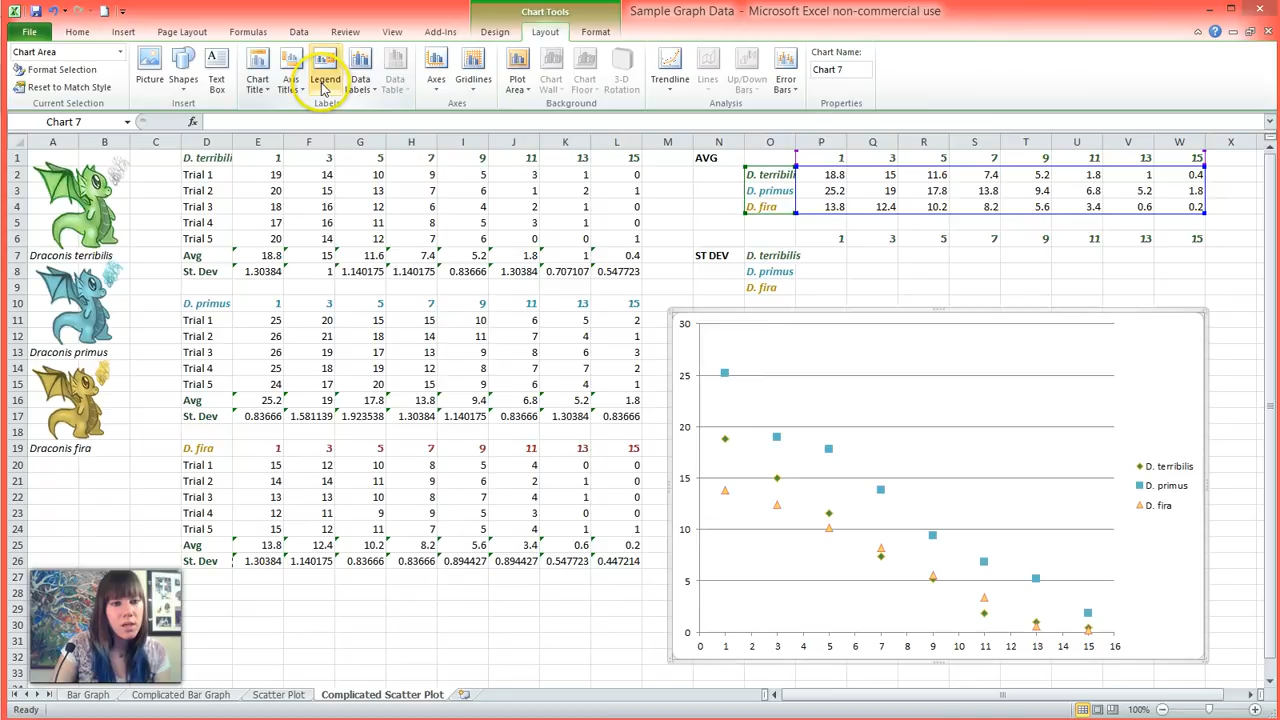 Chart Tools
Sample Graph Data - Microsoft Excel non-commercial use
File Home Insert Page Layout Formulas Data Review View Add-Ins Design Layout Format
Chart Area
Format Selection
Reset to Match Style
Current Selection
Picture Shapes Text Box
Insert
Chart Title Axis Titles Legend Data Labels Data Table
Labels
Axes Gridlines
Axes
Plot Area Chart Wall Chart Floor 3-D Rotation
Background
Trendline Lines Up/Down Bars Error Bars
Analysis
Chart Name:
Chart 7
Properties
Chart 7 fx
A B C D E F G H I J K L M N O P Q R S T U V W X
1 D. terribili 1 3 5 7 9 11 13 15 AVG 1 3 5 7 9 11 13 15
2 Trial 1 19 14 10 9 5 3 1 0 D. terribili 18.8 15 11.6 7.4 5.2 1.8 1 0.4
3 Trial 2 20 15 13 7 6 1 2 1 D. primus 25.2 19 17.8 13.8 9.4 6.8 5.2 1.8
4 Trial 3 18 16 12 6 4 2 1 0 D. fira 13.8 12.4 10.2 8.2 5.6 3.4 0.6 0.2
5 Trial 4 17 16 11 8 5 3 1 0
6 Trial 5 20 14 12 7 6 0 0 1 1 3 5 7 9 11 13 15
7 Draconis terribilis Avg 18.8 15 11.6 7.4 5.2 1.8 1 0.4 ST DEV D. terribilis
8 St. Dev 1.30384 1 1.140175 1.140175 0.83666 1.30384 0.707107 0.547723 D. primus
9 D. fira
10 D. primus 1 3 5 7 9 11 13 15
11 Trial 1 25 20 15 15 10 6 5 2
12 Trial 2 26 21 18 14 11 7 4 1
13 Draconis primus Trial 3 26 19 17 13 9 8 6 3
14 Trial 4 25 18 19 12 8 7 7 2
15 Trial 5 24 17 20 15 9 6 4 1
16 Avg 25.2 19 17.8 13.8 9.4 6.8 5.2 1.8
17 St. Dev 0.83666 1.581139 1.923538 1.30384 1.140175 0.83666 1.30384 0.83666
18
19 Draconis fira D. fira 1 3 5 7 9 11 13 15
20 Trial 1 15 12 10 8 5 4 0 0
21 Trial 2 14 14 11 9 6 2 1 0
22 Trial 3 13 13 10 8 7 4 1 0
23 Trial 4 12 11 9 9 5 3 0 0
24 Trial 5 15 12 11 7 5 4 1 1
25 Avg 13.8 12.4 10.2 8.2 5.6 3.4 0.6 0.2
26 St. Dev 1.30384 1.140175 0.83666 0.83666 0.894427 0.894427 0.547723 0.447214
27
28
29
30
31
32
33
30
25
20
15
10
5
0
0 1 2 3 4 5 6 7 8 9 10 11 12 13 14 15 16
D. terribilis
D. primus
D. fira
Bar Graph Complicated Bar Graph Scatter Plot Complicated Scatter Plot
Ready 100%